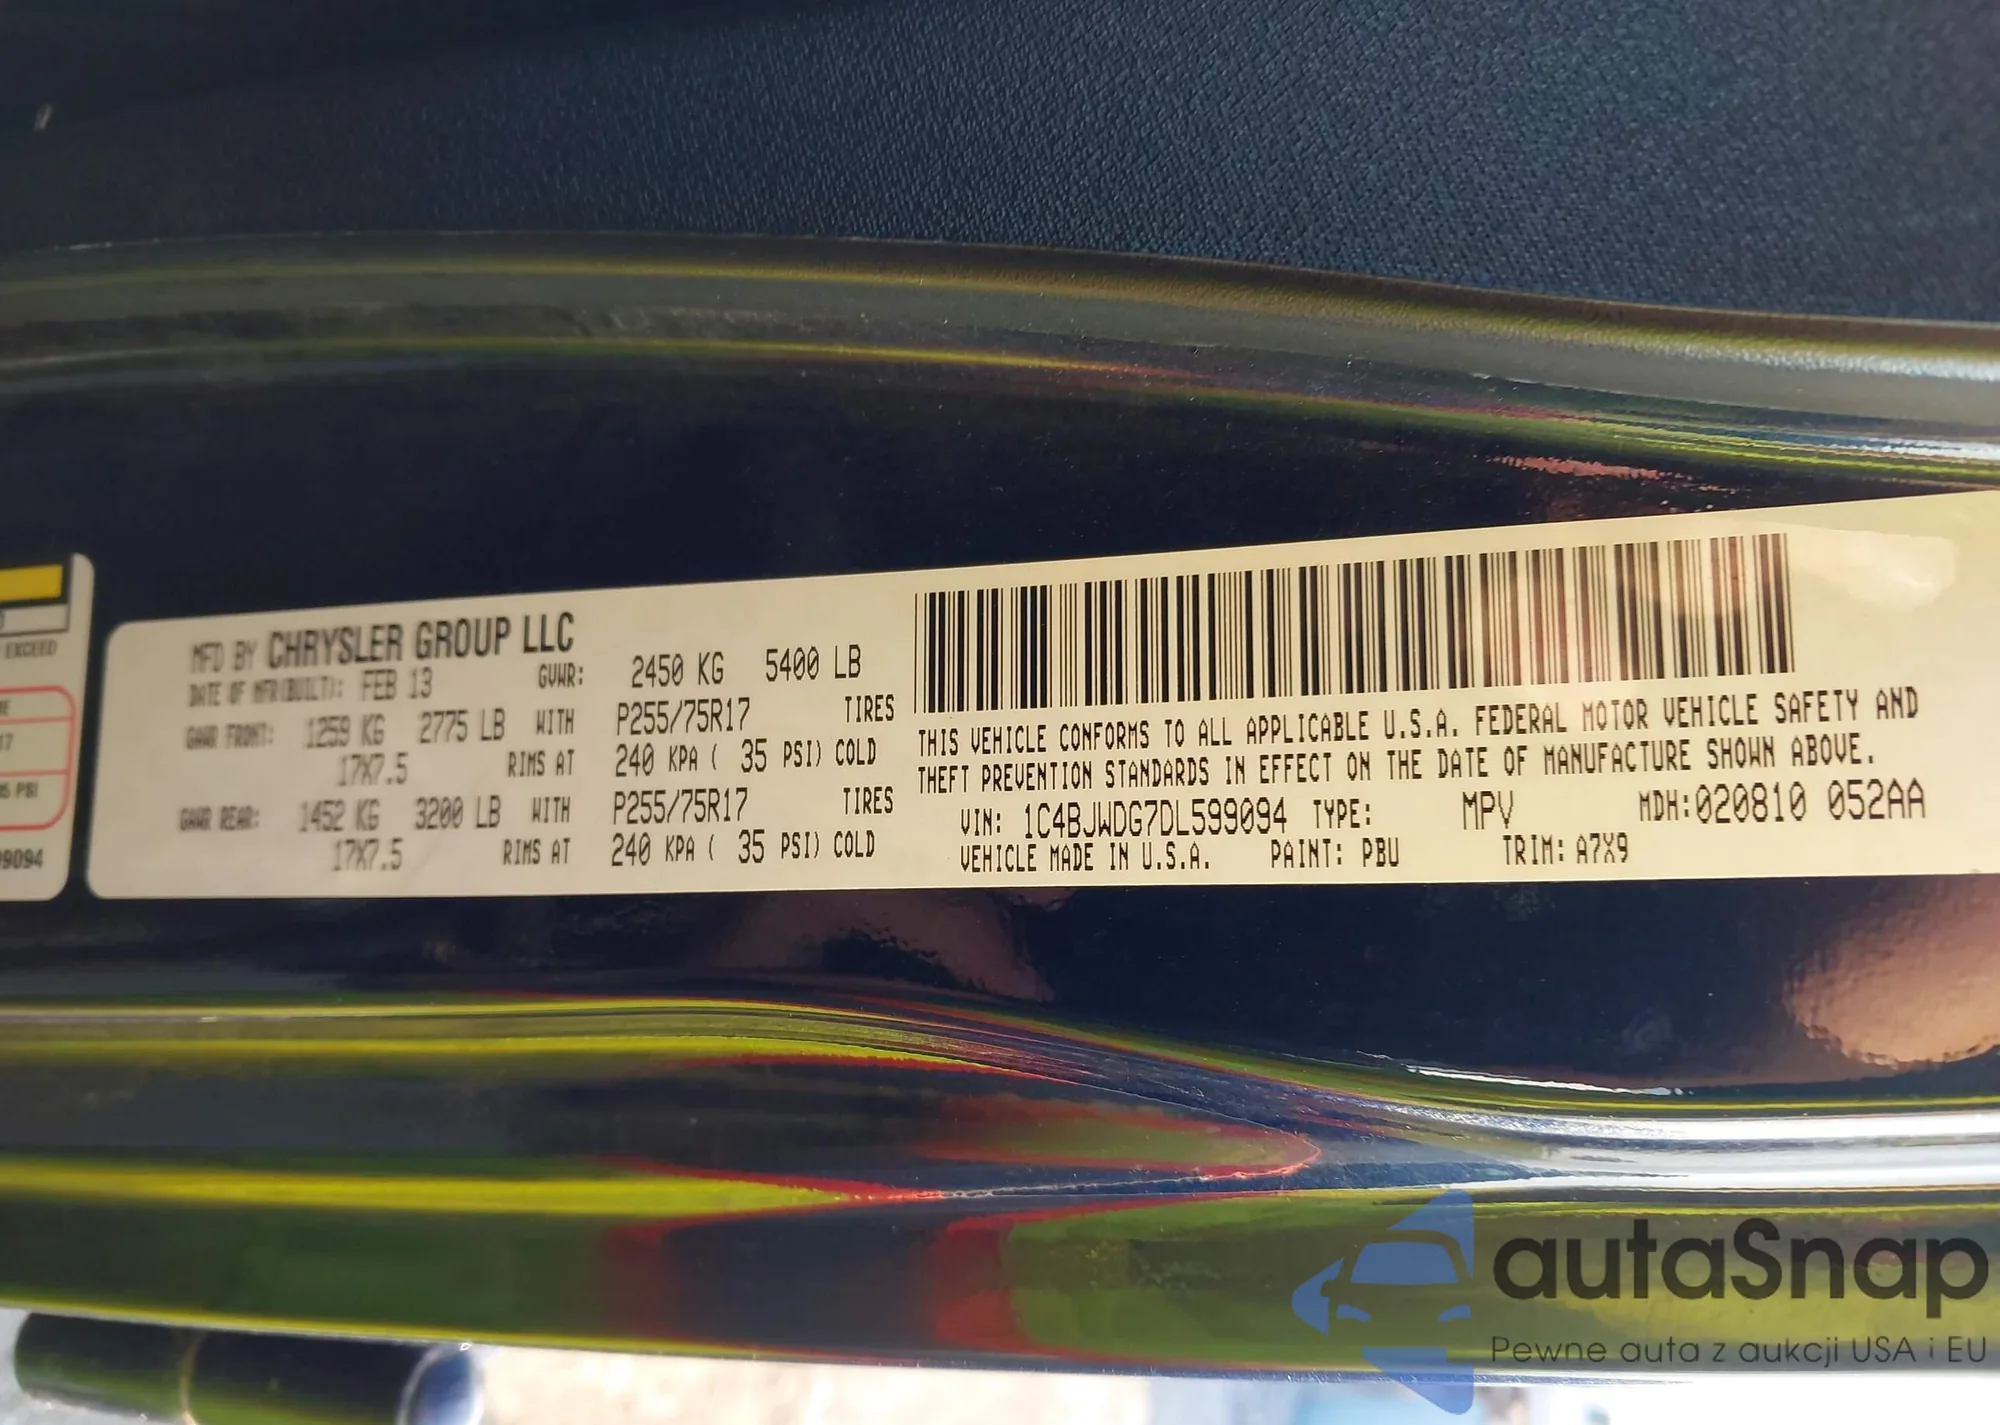 EXCEED
17
35 PSI
99094
MFD BY CHRYSLER GROUP LLC
DATE OF MFR(BUILT): FEB 13 GVWR: 2450 KG 5400 LB
GAWR FRONT: 1259 KG 2775 LB WITH P255/75R17 TIRES
17X7.5 RIMS AT 240 KPA ( 35 PSI) COLD
GAWR REAR: 1452 KG 3200 LB WITH P255/75R17 TIRES
17X7.5 RIMS AT 240 KPA ( 35 PSI) COLD
THIS VEHICLE CONFORMS TO ALL APPLICABLE U.S.A. FEDERAL MOTOR VEHICLE SAFETY AND
THEFT PREVENTION STANDARDS IN EFFECT ON THE DATE OF MANUFACTURE SHOWN ABOVE.
VIN: 1C4BJWDG7DL599094 TYPE: MPV MDH:020810 052AA
VEHICLE MADE IN U.S.A. PAINT: PBU TRIM: A7X9
autaSnap
Pewne auta z aukcji USA i EU